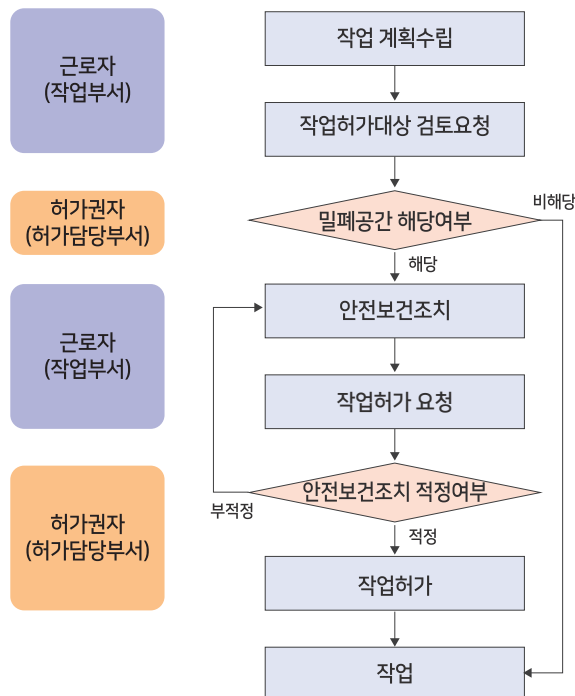 근로자
(작업부서)
작업 계획수립
작업허가대상 검토요청
허가권자
(허가담당부서)
밀폐공간 해당여부
비해당
해당
근로자
(작업부서)
안전보건조치
작업허가 요청
허가권자
(허가담당부서)
안전보건조치 적정여부
부적정
적정
작업허가
작업